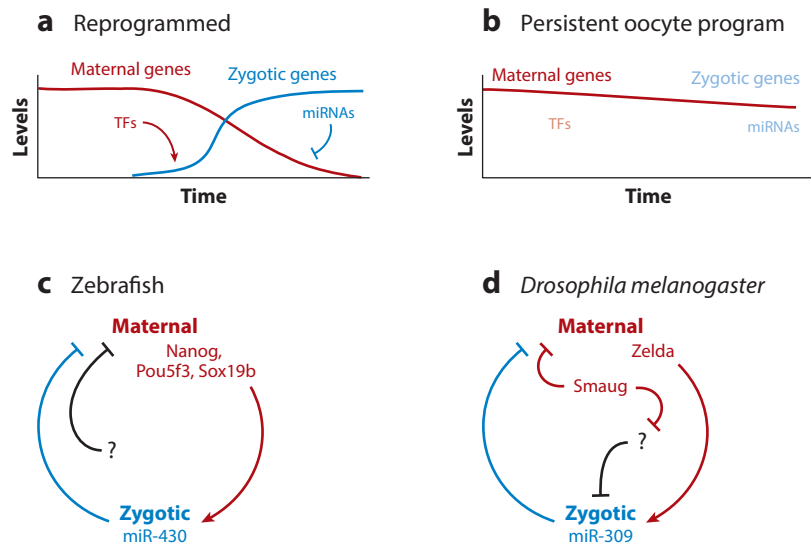 a Reprogrammed
Maternal genes
Zygotic genes
TFs
miRNAs
Levels
Time
b Persistent oocyte program
Maternal genes
Zygotic genes
TFs
miRNAs
Levels
Time
c Zebrafish
Maternal
Nanog,
Pou5f3, Sox19b
?
Zygotic
miR-430
d Drosophila melanogaster
Maternal
Zelda
Smaug
?
Zygotic
miR-309